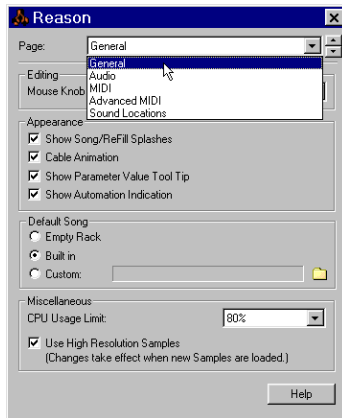 Reason
Page: General
General
Audio
MIDI
Advanced MIDI
Sound Locations
Editing
Mouse Knob
Appearance
Show Song/ReFill Splashes
Cable Animation
Show Parameter Value Tool Tip
Show Automation Indication
Default Song
Empty Rack
Built in
Custom:
Miscellaneous
CPU Usage Limit: 80%
Use High Resolution Samples
(Changes take effect when new Samples are loaded.)
Help